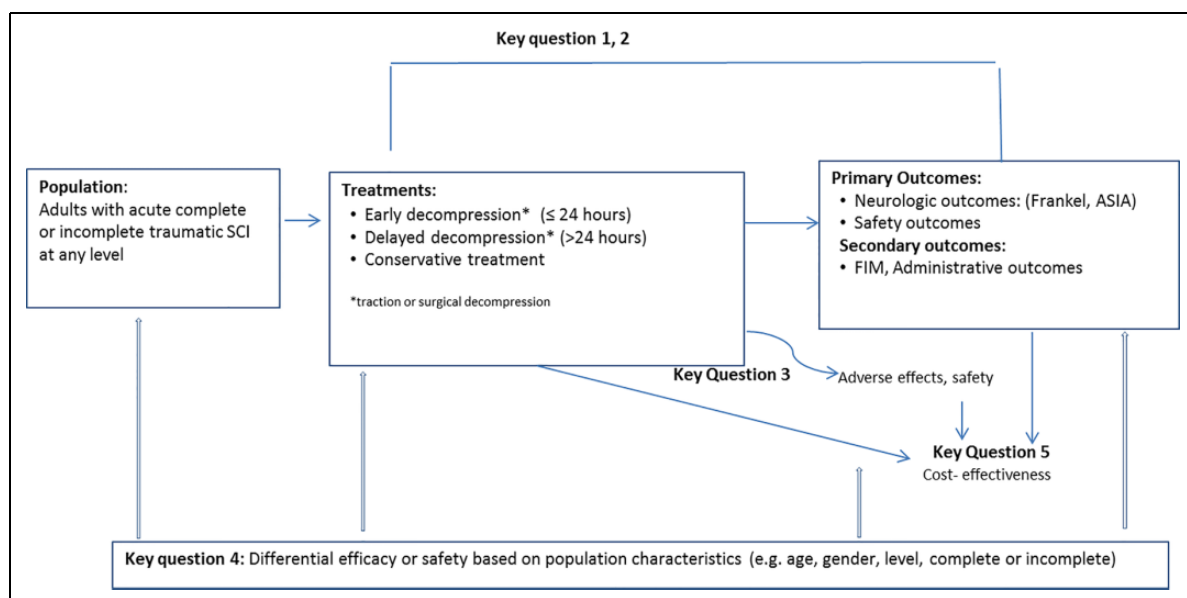 Key question 1, 2
Population:
Adults with acute complete
or incomplete traumatic SCI
at any level
Treatments:
• Early decompression* (≤ 24 hours)
• Delayed decompression* (>24 hours)
• Conservative treatment
*traction or surgical decompression
Primary Outcomes:
• Neurologic outcomes: (Frankel, ASIA)
• Safety outcomes
Secondary outcomes:
• FIM, Administrative outcomes
Key Question 3
Adverse effects, safety
Key Question 5
Cost- effectiveness
Key question 4: Differential efficacy or safety based on population characteristics (e.g. age, gender, level, complete or incomplete)